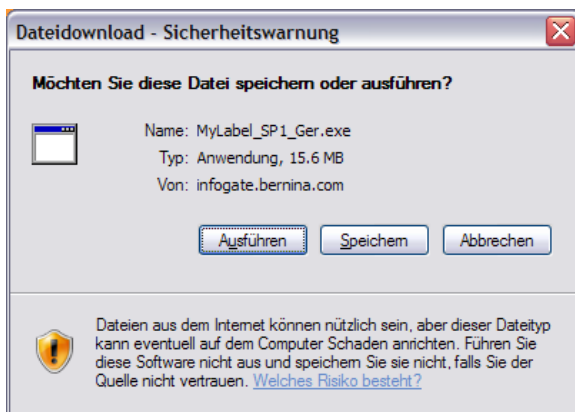 Dateidownload - Sicherheitswarnung
Möchten Sie diese Datei speichern oder ausführen?
Name: MyLabel_SP1_Ger.exe
Typ: Anwendung, 15.6 MB
Von: infogate.bernina.com
Ausführen Speichern Abbrechen
Dateien aus dem Internet können nützlich sein, aber dieser Dateityp
kann eventuell auf dem Computer Schaden anrichten. Führen Sie
diese Software nicht aus und speichern Sie sie nicht, falls Sie der
Quelle nicht vertrauen. Welches Risiko besteht?